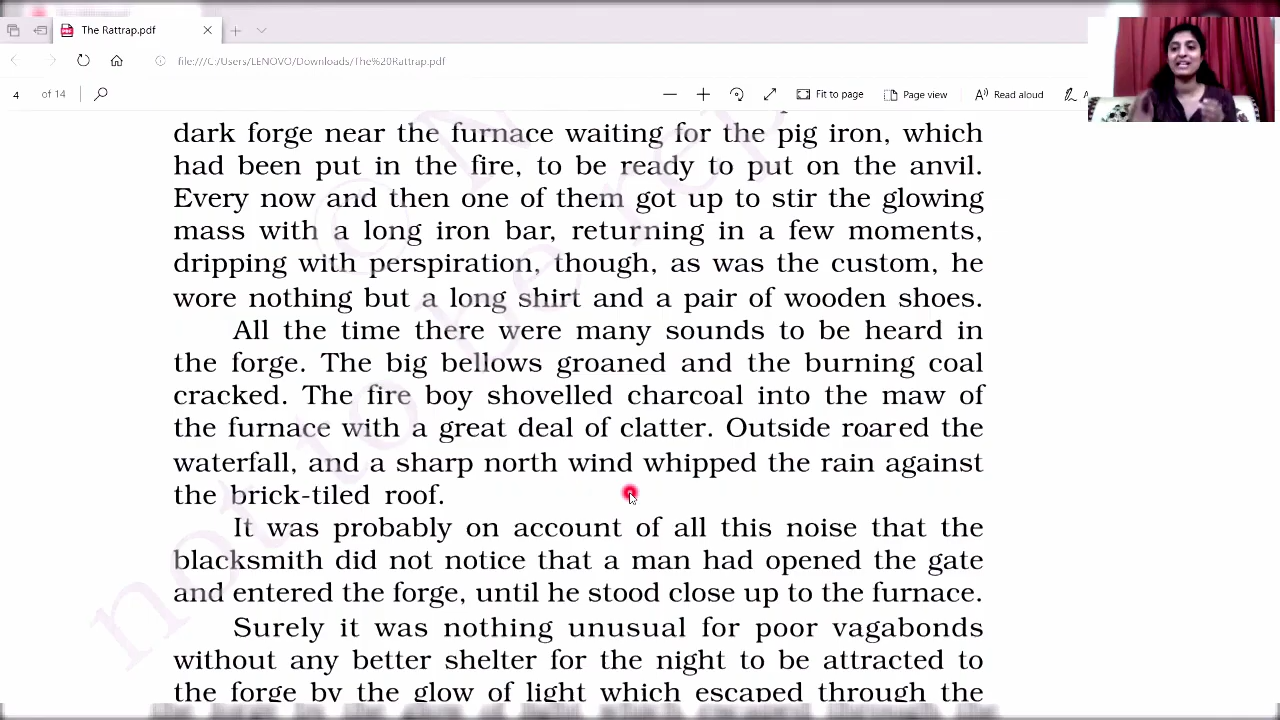 The Rattrap.pdf
file:///C:/Users/LENOVO/Downloads/The%20Rattrap.pdf
4 of 14
Fit to page
Page view
Read aloud
dark forge near the furnace waiting for the pig iron, which
had been put in the fire, to be ready to put on the anvil.
Every now and then one of them got up to stir the glowing
mass with a long iron bar, returning in a few moments,
dripping with perspiration, though, as was the custom, he
wore nothing but a long shirt and a pair of wooden shoes.
All the time there were many sounds to be heard in
the forge. The big bellows groaned and the burning coal
cracked. The fire boy shovelled charcoal into the maw of
the furnace with a great deal of clatter. Outside roared the
waterfall, and a sharp north wind whipped the rain against
the brick-tiled roof.
It was probably on account of all this noise that the
blacksmith did not notice that a man had opened the gate
and entered the forge, until he stood close up to the furnace.
Surely it was nothing unusual for poor vagabonds
without any better shelter for the night to be attracted to
the forge by the glow of light which escaped through the
not to be rep